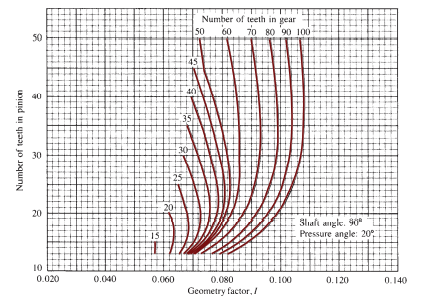 Number of teeth in gear
50 60 70 80 90 100
50
45
40
40
35
30
30
25
20
20
15
10
Number of teeth in pinion
Shaft angle: 90°
Pressure angle: 20°
0.020 0.040 0.060 0.080 0.100 0.120 0.140
Geometry factor, I